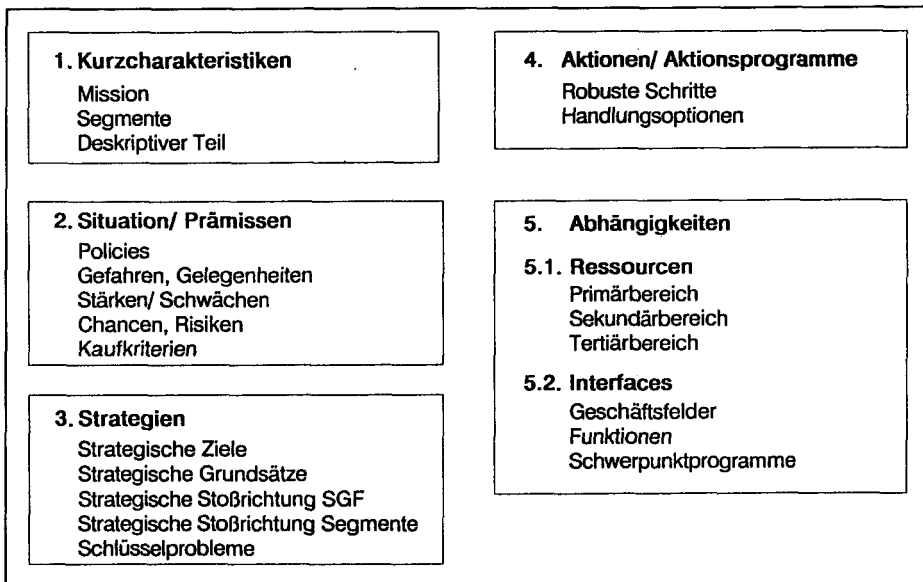 1. Kurzcharakteristiken
Mission
Segmente
Deskriptiver Teil
2. Situation/ Prämissen
Policies
Gefahren, Gelegenheiten
Stärken/ Schwächen
Chancen, Risiken
Kaufkriterien
3. Strategien
Strategische Ziele
Strategische Grundsätze
Strategische Stoßrichtung SGF
Strategische Stoßrichtung Segmente
Schlüsselprobleme
4. Aktionen/ Aktionsprogramme
Robuste Schritte
Handlungsoptionen
5. Abhängigkeiten
5.1. Ressourcen
Primärbereich
Sekundärbereich
Tertiärbereich
5.2. Interfaces
Geschäftsfelder
Funktionen
Schwerpunktprogramme